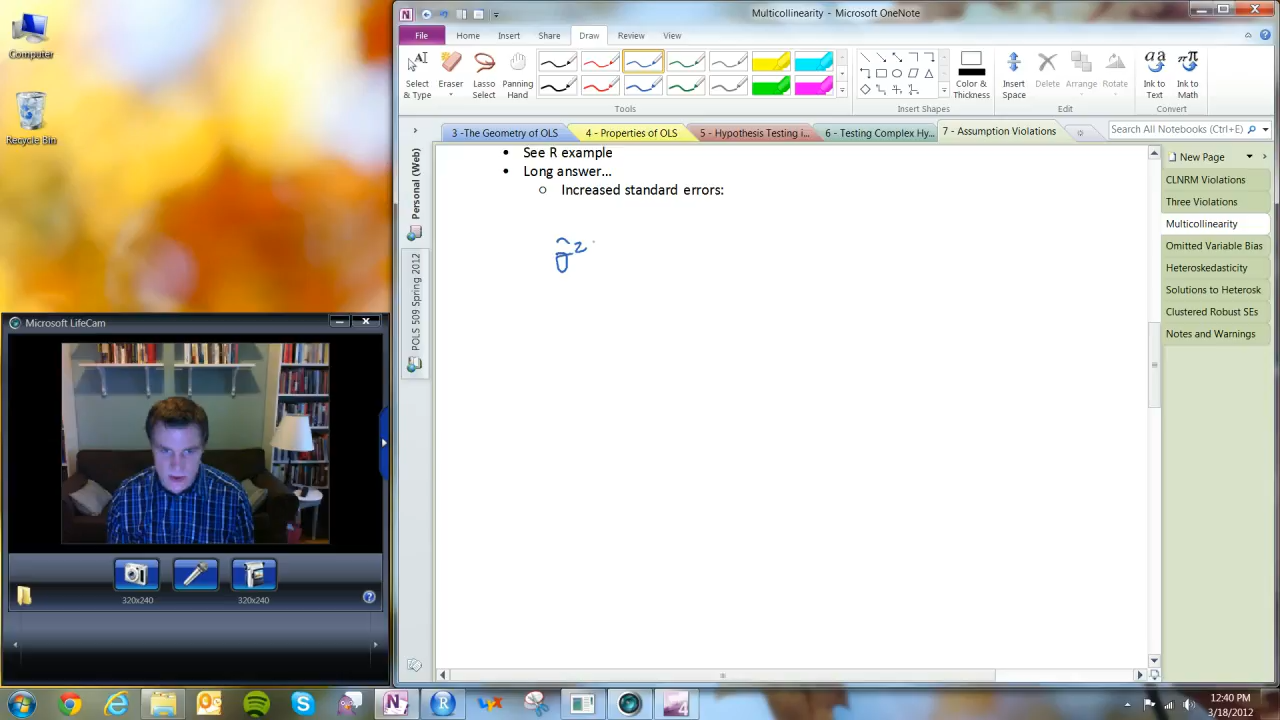 Computer
Recycle Bin
Multicollinearity - Microsoft OneNote
File Home Insert Share Draw Review View
Select & Type
Eraser
Lasso Select
Panning Hand
Color & Thickness
Insert Space
Delete
Arrange
Rotate
Ink to Text
Ink to Math
Tools
Insert Shapes
Edit
Convert
3 -The Geometry of OLS
4 - Properties of OLS
5 - Hypthesis Testing i...
6 - Testing Complex Hy...
7 - Assumption Violations
Search All Notebooks (Ctrl+E)
Personal (Web)
POLS 509 Spring 2012
• See R example
• Long answer...
o Increased standard errors:
σ̂²
New Page
CLNRM Violations
Three Violations
Multicollinearity
Omitted Variable Bias
Heteroskedasticity
Solutions to Heterosk
Clustered Robust SEs
Notes and Warnings
Microsoft LifeCam
320x240
320x240
12:40 PM
3/18/2012